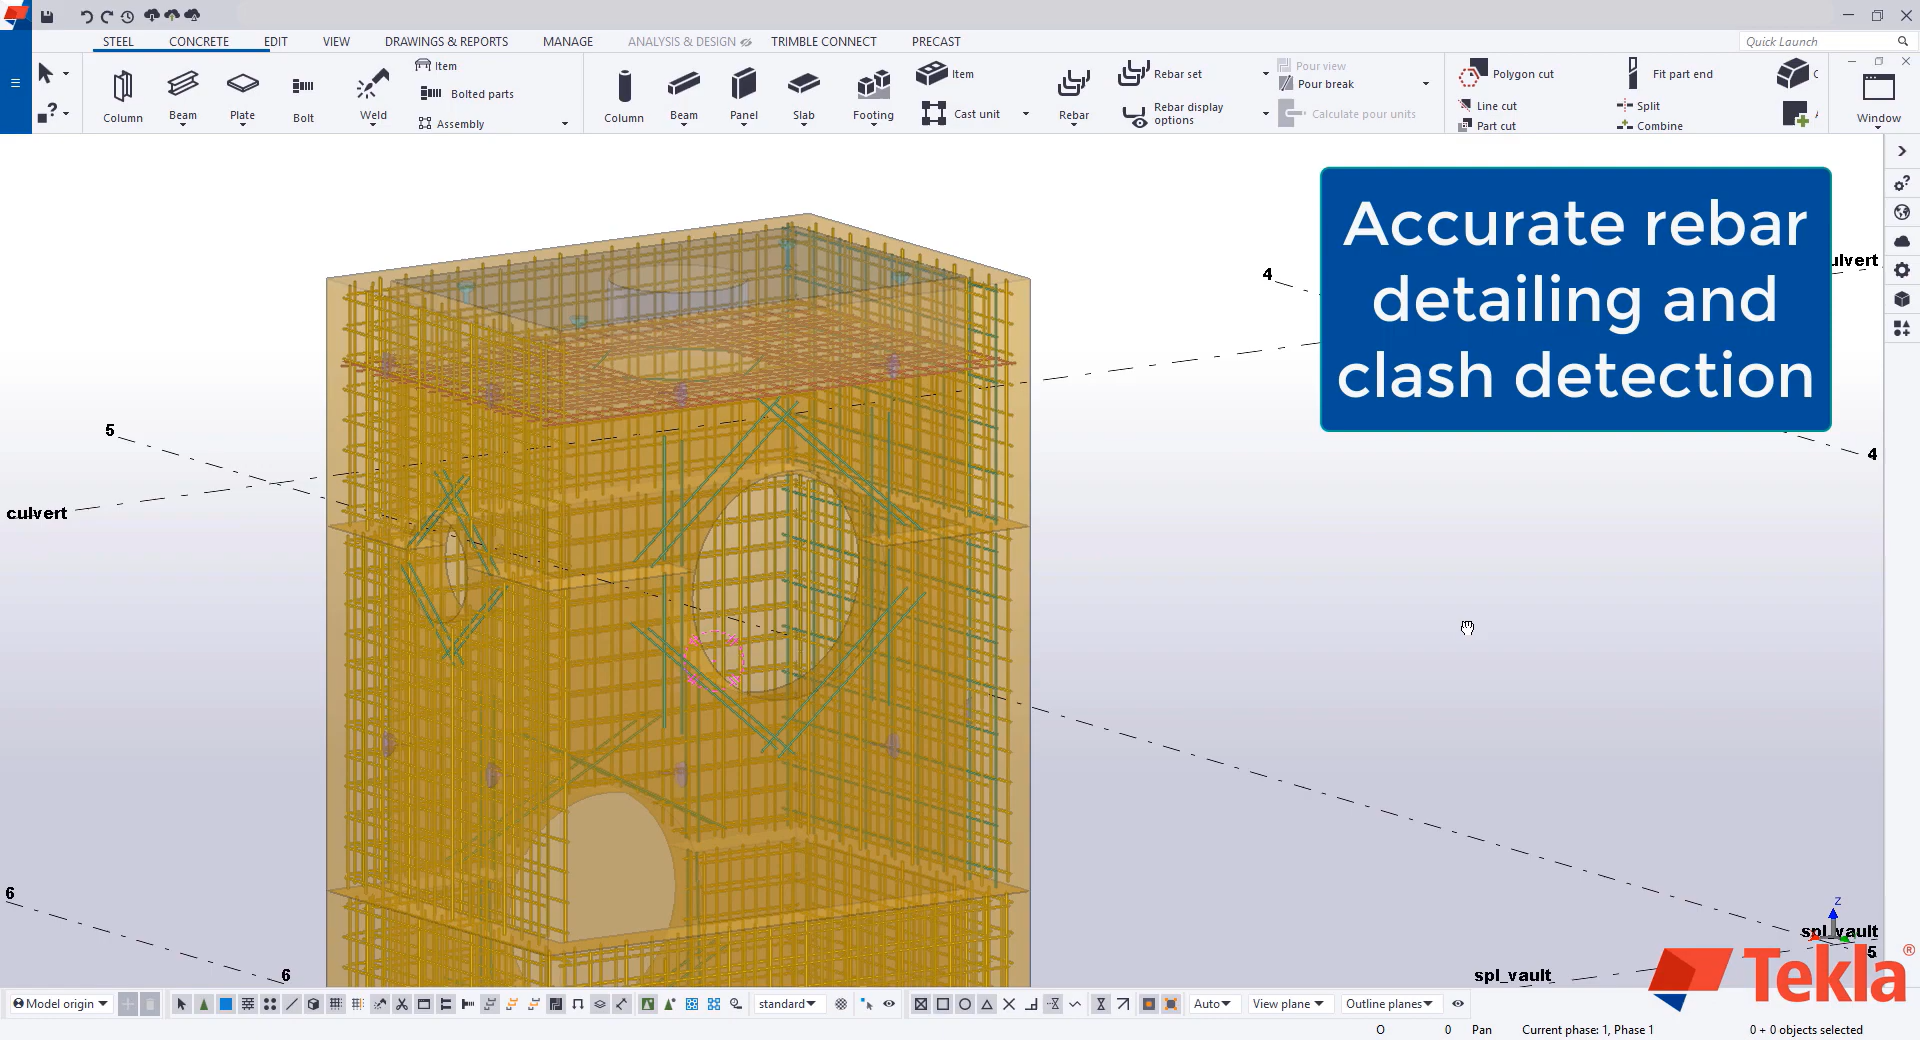 STEEL CONCRETE EDIT VIEW DRAWINGS & REPORTS MANAGE ANALYSIS & DESIGN TRIMBLE CONNECT PRECAST Quick Launch
Item
Bolted parts
Assembly
Column Beam Plate Bolt Weld
Column Beam Panel Slab Footing
Item
Cast unit
Rebar
Rebar set
Rebar display
options
Pour view
Pour break
Calculate pour units
Polygon cut
Line cut
Part cut
Fit part end
Split
Combine
Window
Accurate rebar
detailing and
clash detection
4
culvert
5
4
culvert
6
6
Z
spl_vault
5
spl_vault
Tekla®
Model origin standard Auto View plane Outline planes
O 0 Pan Current phase: 1, Phase 1 0 + 0 objects selected